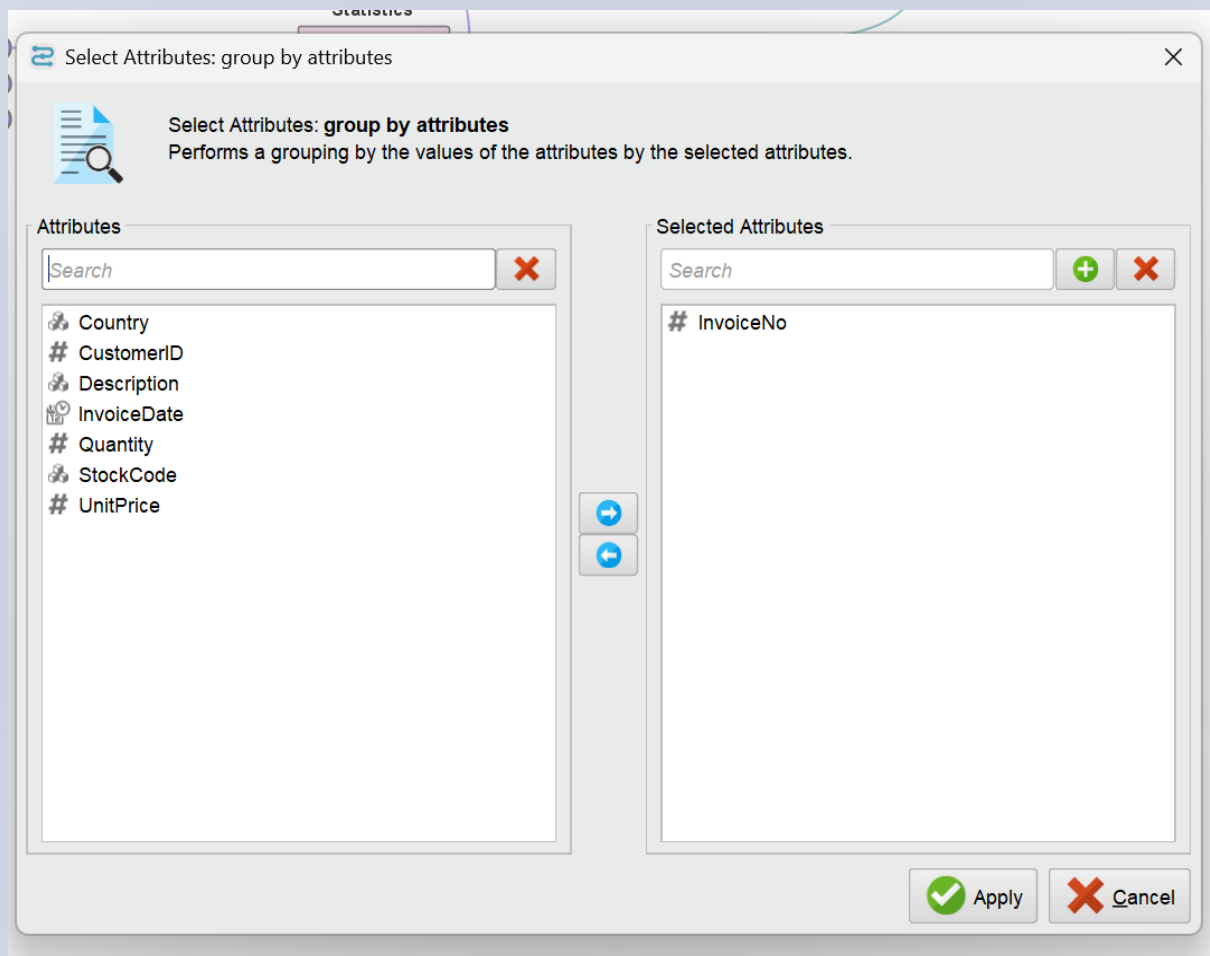 Statistics
Select Attributes: group by attributes
Select Attributes: group by attributes
Performs a grouping by the values of the attributes by the selected attributes.
Attributes
Search
Country
CustomerID
Description
InvoiceDate
Quantity
StockCode
UnitPrice
Selected Attributes
Search
InvoiceNo
Apply
Cancel